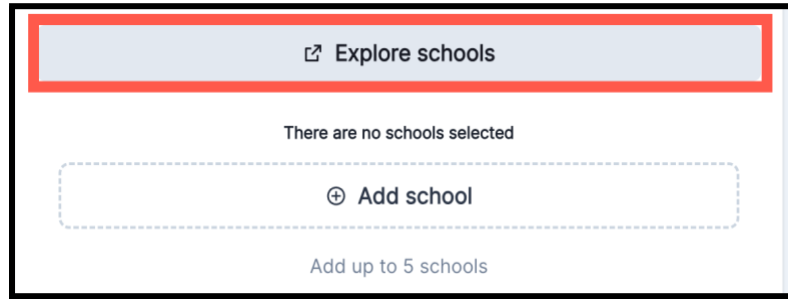 Explore schools
There are no schools selected
Add school
Add up to 5 schools